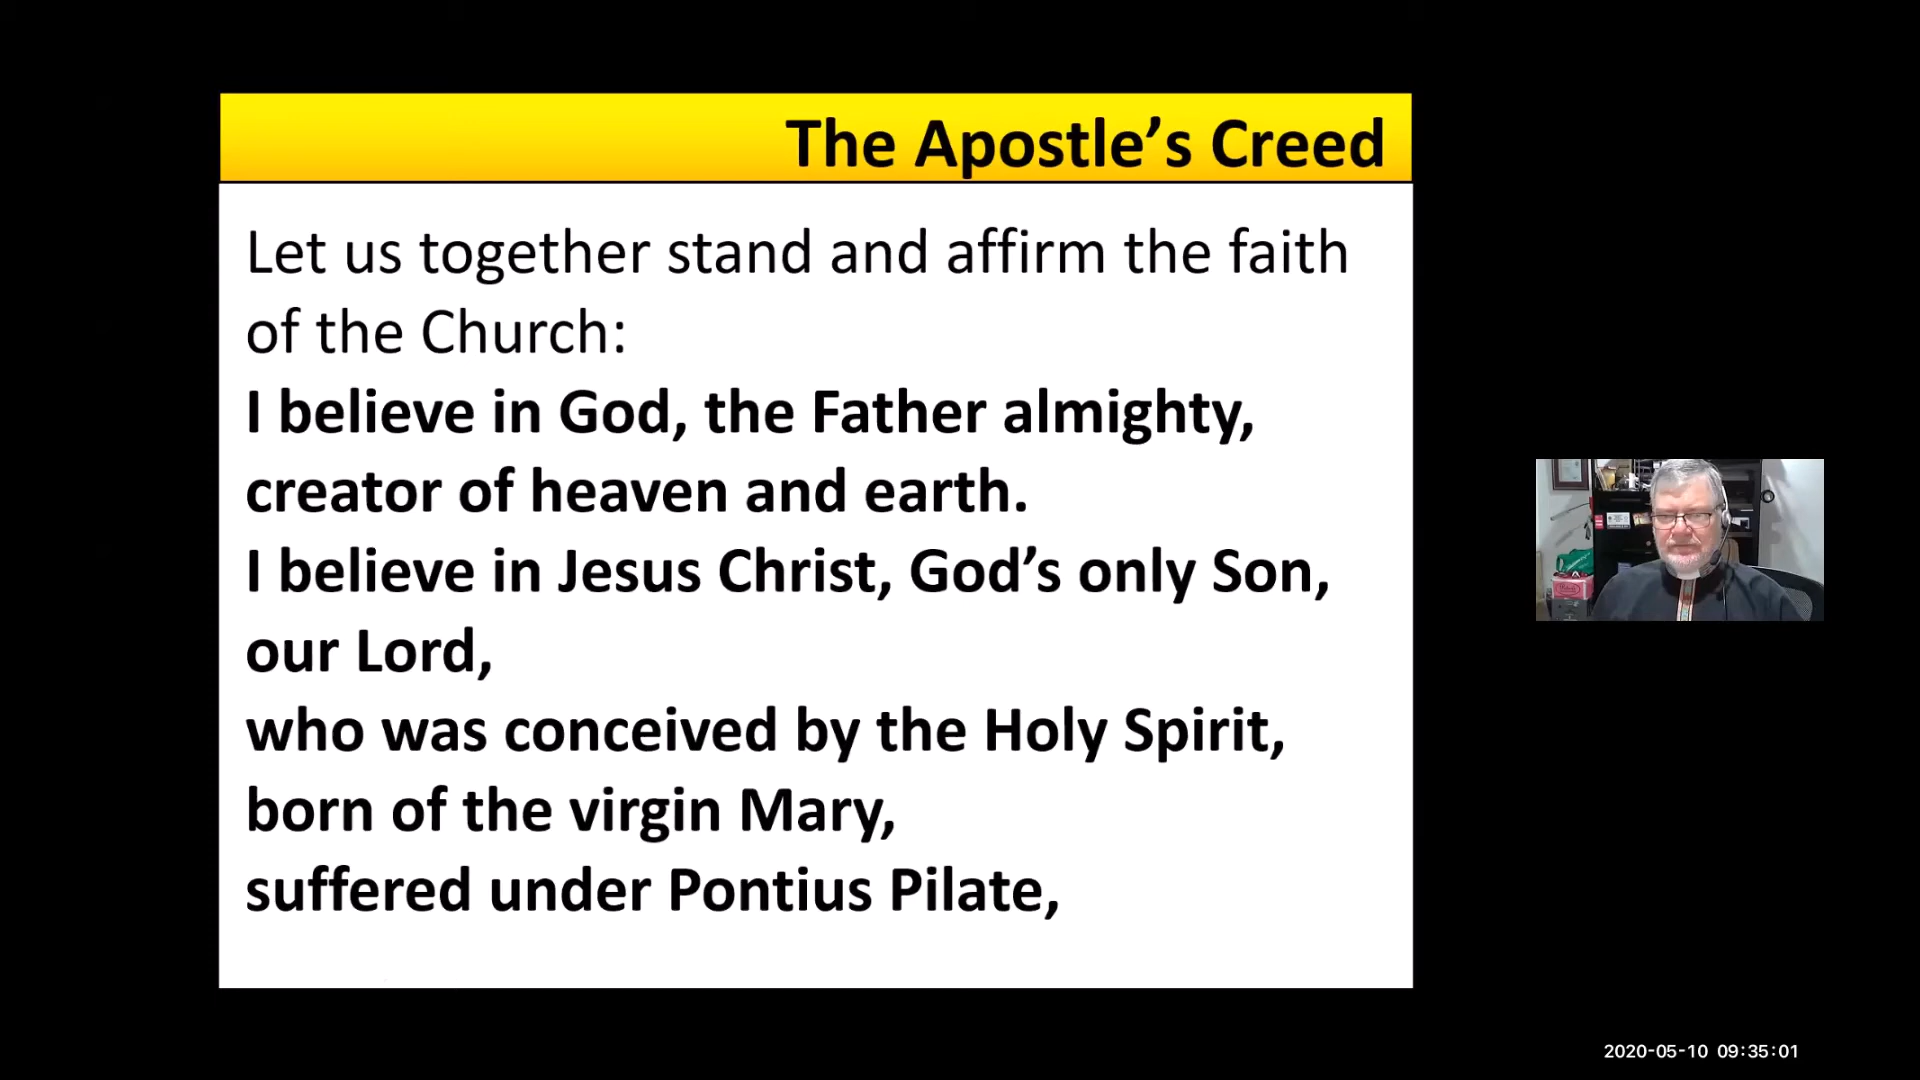 The Apostle’s Creed
Let us together stand and affirm the faith
of the Church:
I believe in God, the Father almighty,
creator of heaven and earth.
I believe in Jesus Christ, God’s only Son,
our Lord,
who was conceived by the Holy Spirit,
born of the virgin Mary,
suffered under Pontius Pilate,
2020-05-10 09:35:01